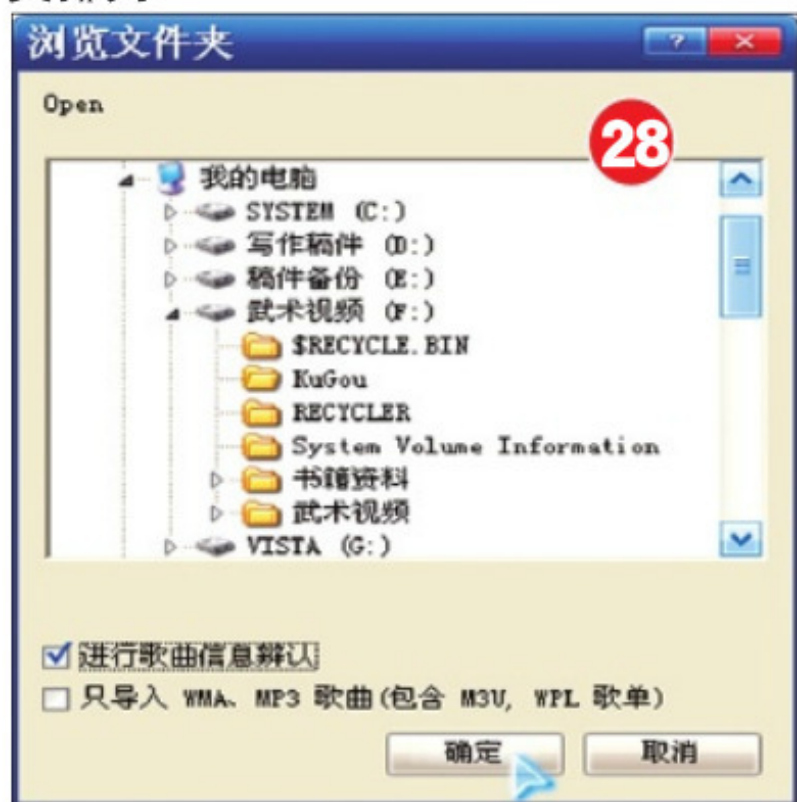 浏览文件夹
Open
28
我的电脑
SYSTEM (C:)
写作稿件 (D:)
稿件备份 (E:)
武术视频 (F:)
$RECYCLE.BIN
KuGou
RECYCLER
System Volume Information
书籍资料
武术视频
VISTA (G:)
进行歌曲信息辨认
只导入 WMA、MP3 歌曲(包含 M3U, WPL 歌单)
确定 取消